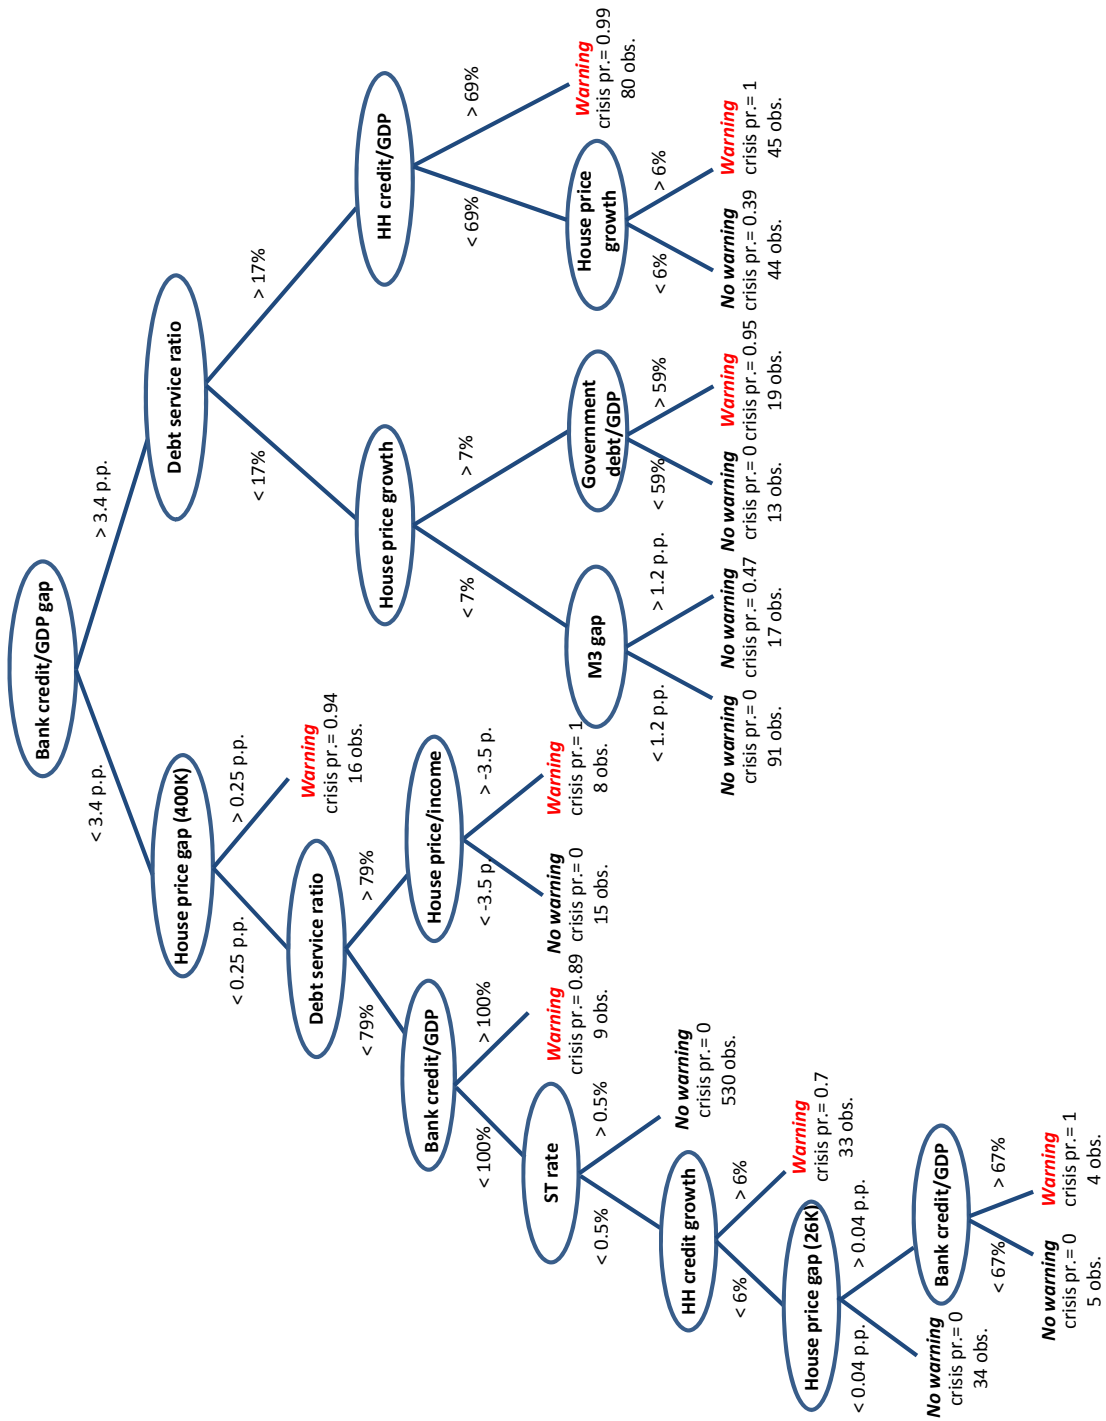 Bank credit/GDP gap
< 3.4 p.p.
> 3.4 p.p.
House price gap (400K)
Debt service ratio
< 0.25 p.p.
> 0.25 p.p.
< 17%
> 17%
Debt service ratio
Warning
crisis pr.= 0.94
16 obs.
House price growth
HH credit/GDP
< 79%
> 79%
< 7%
> 7%
< 69%
> 69%
Bank credit/GDP
House price/income
M3 gap
Government
debt/GDP
House price
growth
Warning
crisis pr.= 0.99
80 obs.
< 100%
> 100%
< -3.5 p.
> -3.5 p.
< 1.2 p.p.
> 1.2 p.p.
< 59%
> 59%
< 6%
> 6%
ST rate
Warning
crisis pr.= 0.89
9 obs.
No warning
crisis pr.= 0
15 obs.
Warning
crisis pr.= 1
8 obs.
No warning
crisis pr.= 0
91 obs.
No warning
crisis pr.= 0.47
17 obs.
No warning
crisis pr.= 0
13 obs.
Warning
crisis pr.= 0.95
19 obs.
No warning
crisis pr.= 0.39
44 obs.
Warning
crisis pr.= 1
45 obs.
< 0.5%
> 0.5%
HH credit growth
No warning
crisis pr.= 0
530 obs.
< 6%
> 6%
House price gap (26K)
Warning
crisis pr.= 0.7
33 obs.
< 0.04 p.p.
> 0.04 p.p.
No warning
crisis pr.= 0
34 obs.
Bank credit/GDP
< 67%
> 67%
No warning
crisis pr.= 0
5 obs.
Warning
crisis pr.= 1
4 obs.